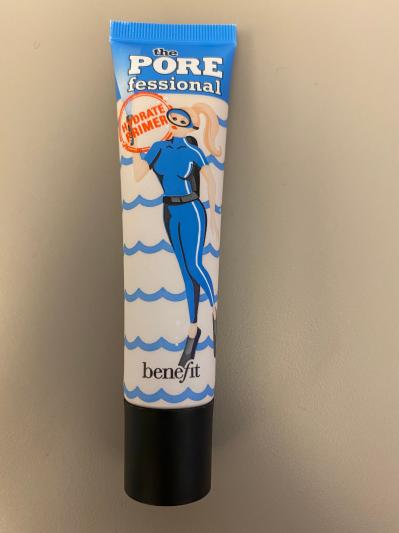 the
PORE
fessional
HYDRATE
PRIMER
benefit